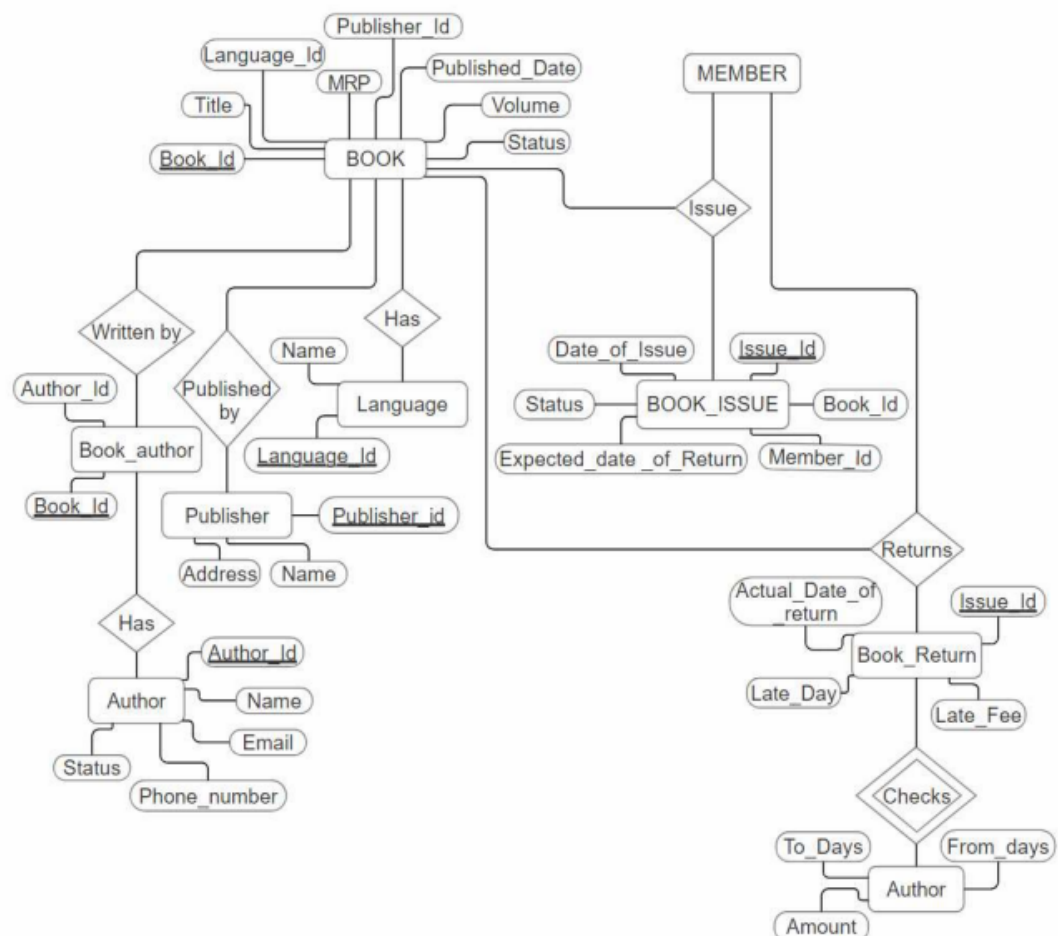 Publisher_Id
Language_Id
MRP
Published_Date
MEMBER
Title
Volume
Book_Id
BOOK
Status
Issue
Written by
Has
Published
by
Name
Language
Language_Id
Date_of_Issue
Issue_Id
Status
BOOK_ISSUE
Book_Id
Expected_date _of_Return
Member_Id
Author_Id
Book_author
Book_Id
Publisher
Publisher_id
Address
Name
Returns
Has
Actual_Date_of
_return
Issue_Id
Book_Return
Late_Day
Late_Fee
Author_Id
Author
Name
Email
Status
Phone_number
Checks
To_Days
From_days
Author
Amount